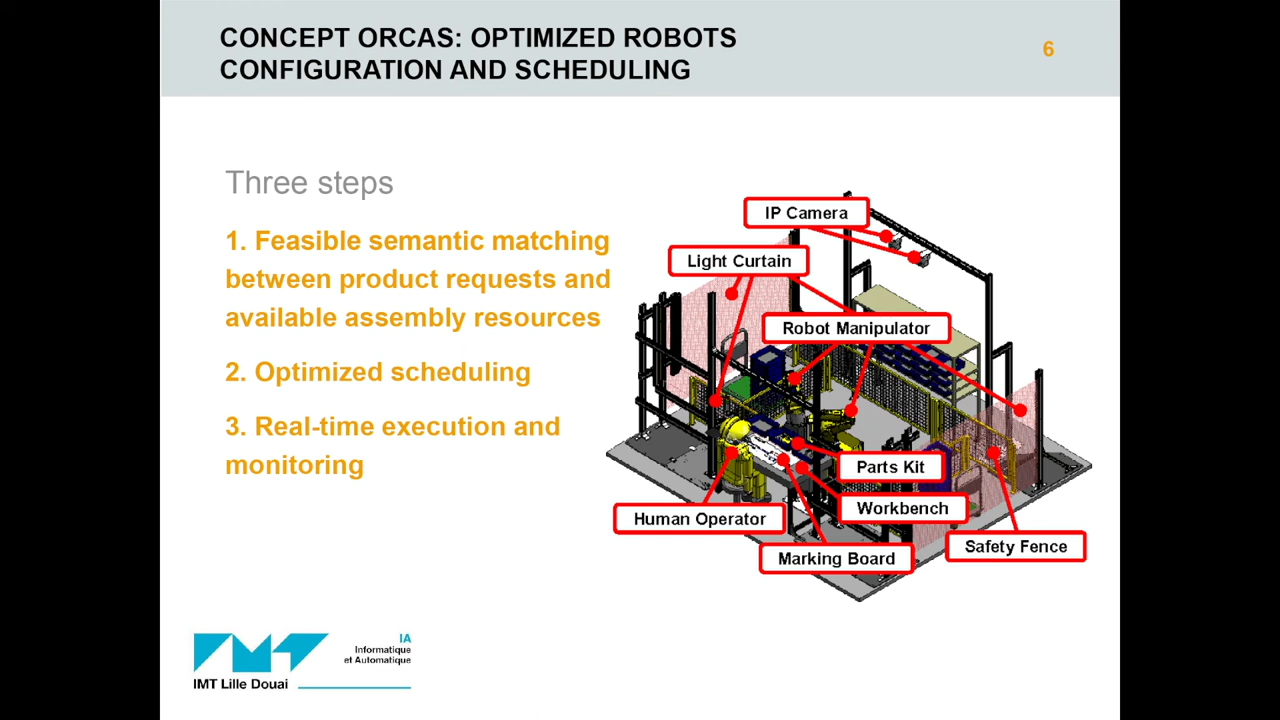 CONCEPT ORCAS: OPTIMIZED ROBOTS
CONFIGURATION AND SCHEDULING
6
Three steps
1. Feasible semantic matching
between product requests and
available assembly resources
2. Optimized scheduling
3. Real-time execution and
monitoring
IP Camera
Light Curtain
Robot Manipulator
Parts Kit
Workbench
Human Operator
Safety Fence
Marking Board
IMT
IA
Informatique
et Automatique
IMT Lille Douai